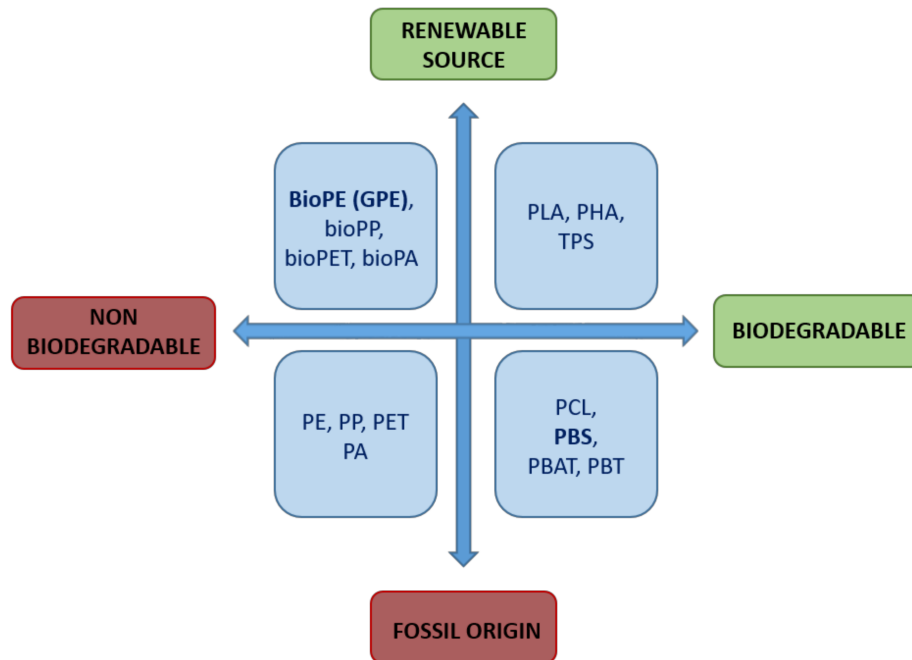 RENEWABLE
SOURCE
BioPE (GPE),
bioPP,
bioPET, bioPA
PLA, PHA,
TPS
NON
BIODEGRADABLE
BIODEGRADABLE
PE, PP, PET
PA
PCL,
PBS,
PBAT, PBT
FOSSIL ORIGIN